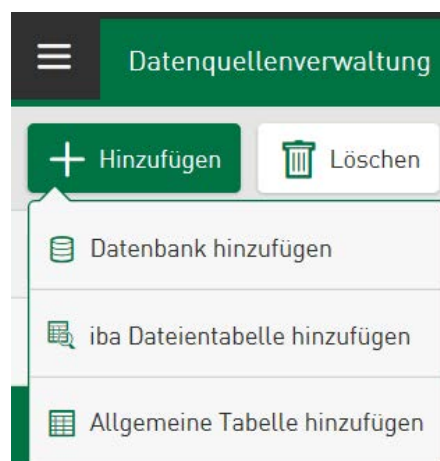 Datenquellenverwaltung
Hinzufügen Löschen
Datenbank hinzufügen
iba Dateientabelle hinzufügen
Allgemeine Tabelle hinzufügen